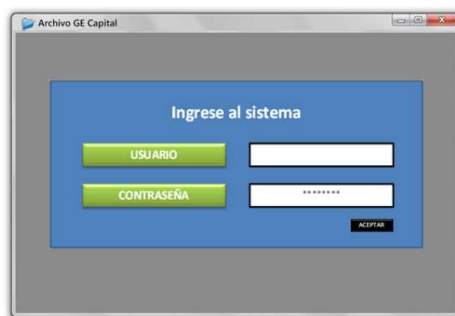 Archivo GE Capital
Ingrese al sistema
USUARIO
CONTRASEÑA
********
ACEPTAR